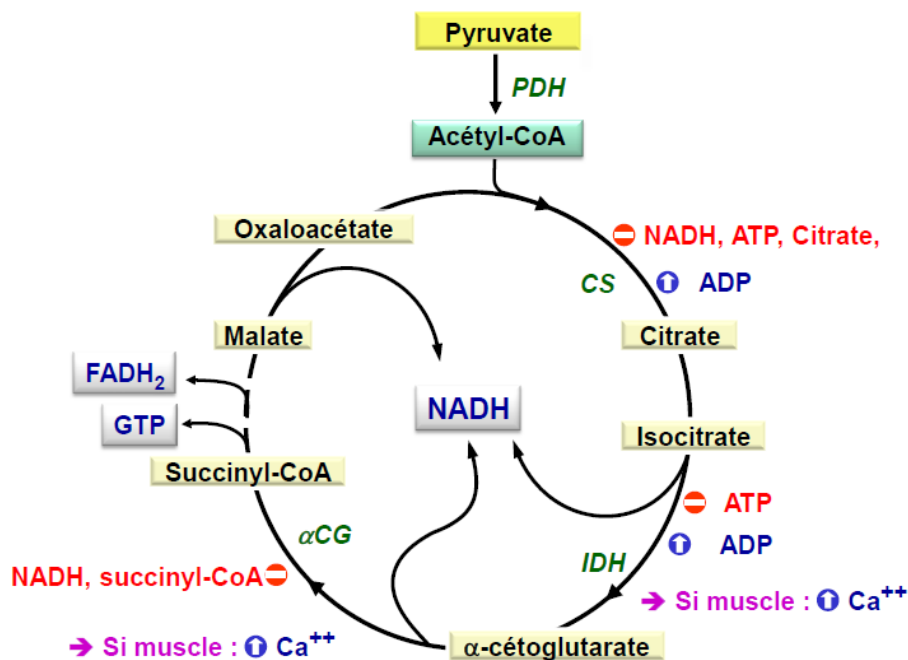 Pyruvate
PDH
Acétyl-CoA
Oxaloacétate
NADH, ATP, Citrate,
CS
ADP
Malate
Citrate
FADH₂
NADH
GTP
Isocitrate
Succinyl-CoA
ATP
αCG
ADP
IDH
NADH, succinyl-CoA
➔ Si muscle : Ca⁺⁺
➔ Si muscle : Ca⁺⁺
α-cétoglutarate